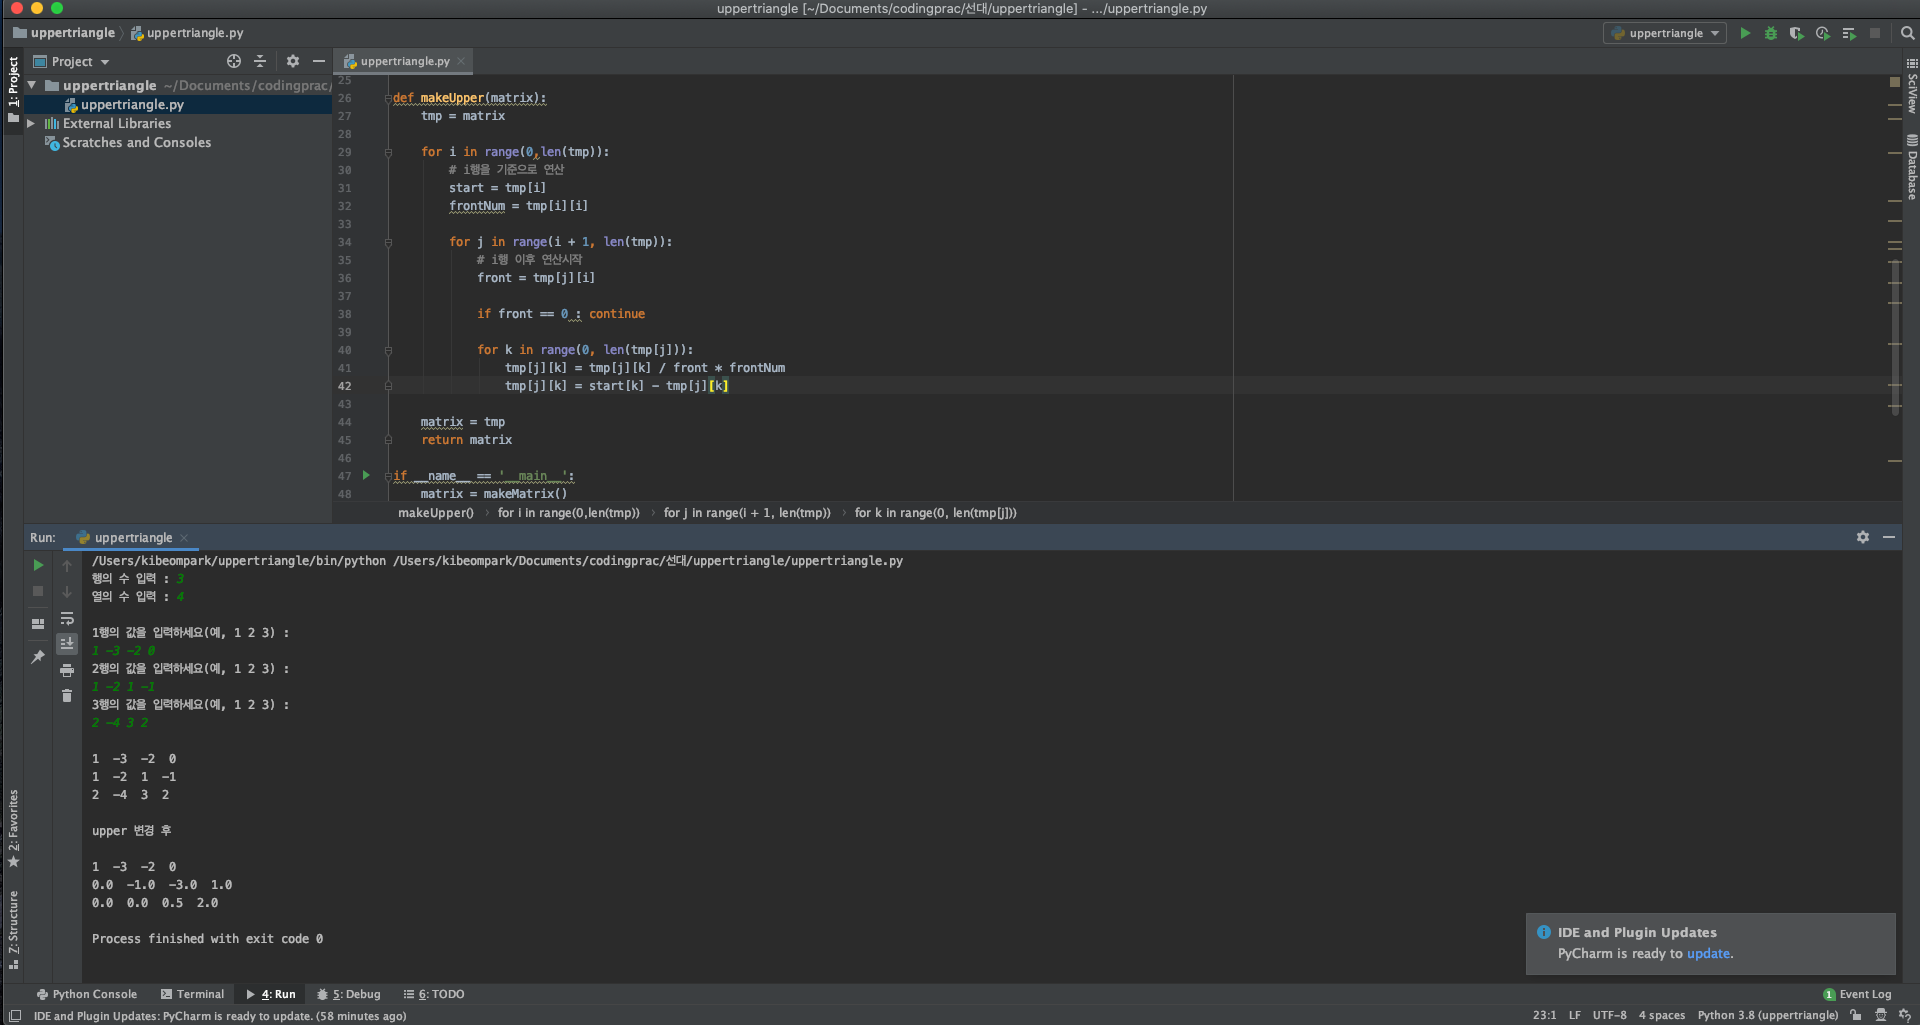 uppertriangle [~/Documents/codingprac/선대/uppertriangle] - .../uppertriangle.py
uppertriangle
uppertriangle.py
uppertriangle
1: Project
Project
uppertriangle ~/Documents/codingprac/
uppertriangle.py
External Libraries
Scratches and Consoles
uppertriangle.py
25
26 def makeUpper(matrix):
27 tmp = matrix
28
29 for i in range(0,len(tmp)):
30 # i행을 기준으로 연산
31 start = tmp[i]
32 frontNum = tmp[i][i]
33
34 for j in range(i + 1, len(tmp)):
35 # i행 이후 연산시작
36 front = tmp[j][i]
37
38 if front == 0 : continue
39
40 for k in range(0, len(tmp[j])):
41 tmp[j][k] = tmp[j][k] / front * frontNum
42 tmp[j][k] = start[k] - tmp[j][k]
43
44 matrix = tmp
45 return matrix
46
47 if __name__ == '__main__':
48 matrix = makeMatrix()
makeUpper() › for i in range(0,len(tmp)) › for j in range(i + 1, len(tmp)) › for k in range(0, len(tmp[j]))
SciView
Database
Run: uppertriangle
/Users/kibeompark/uppertriangle/bin/python /Users/kibeompark/Documents/codingprac/선대/uppertriangle/uppertriangle.py
행의 수 입력 : 3
열의 수 입력 : 4
1행의 값을 입력하세요(예, 1 2 3) :
1 -3 -2 0
2행의 값을 입력하세요(예, 1 2 3) :
1 -2 1 -1
3행의 값을 입력하세요(예, 1 2 3) :
2 -4 3 2
1 -3 -2 0
1 -2 1 -1
2 -4 3 2
upper 변경 후
1 -3 -2 0
0.0 -1.0 -3.0 1.0
0.0 0.0 0.5 2.0
Process finished with exit code 0
2: Favorites
Z: Structure
IDE and Plugin Updates
PyCharm is ready to update.
Python Console
Terminal
4: Run
5: Debug
6: TODO
1 Event Log
IDE and Plugin Updates: PyCharm is ready to update. (58 minutes ago)
23:1 LF UTF-8 4 spaces Python 3.8 (uppertriangle)